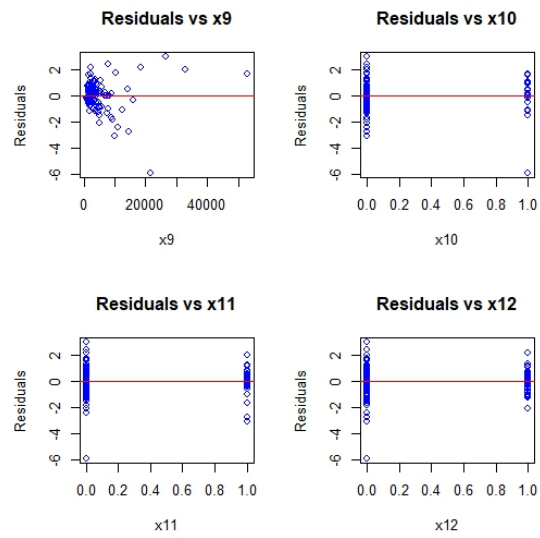 Residuals vs x9
Residuals
2
0
-2
-4
-6
0 20000 40000
x9
Residuals vs x10
Residuals
2
0
-2
-4
-6
0.0 0.2 0.4 0.6 0.8 1.0
x10
Residuals vs x11
Residuals
2
0
-2
-4
-6
0.0 0.2 0.4 0.6 0.8 1.0
x11
Residuals vs x12
Residuals
2
0
-2
-4
-6
0.0 0.2 0.4 0.6 0.8 1.0
x12